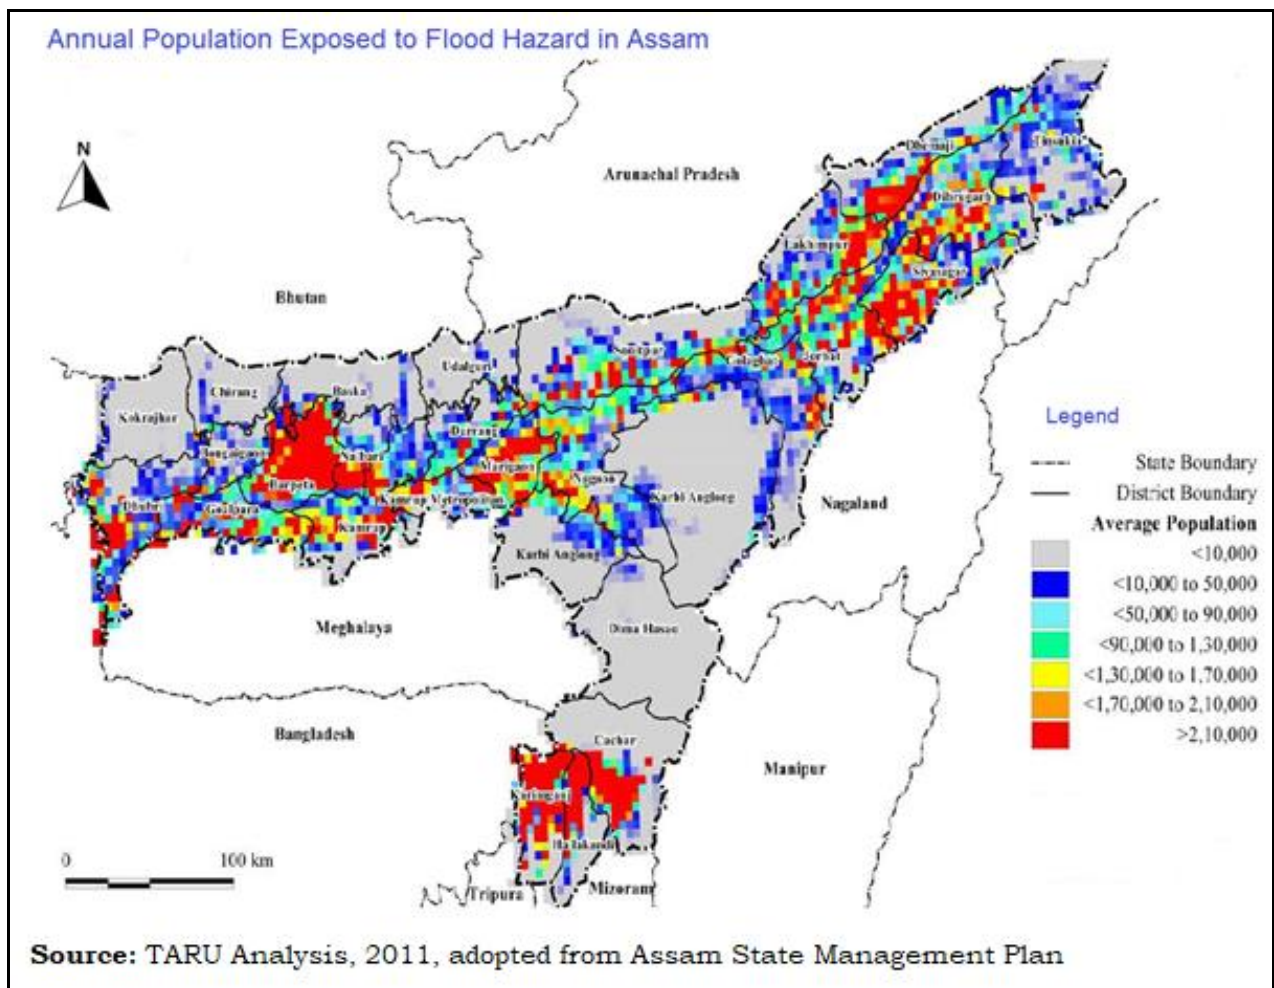 Annual Population Exposed to Flood Hazard in Assam
N
Arunachal Pradesh
Dhemaji
Tinsukia
Dibrugarh
Lakhimpur
Sivasagar
Bhutan
Sonitpur
Golaghat
Jorhat
Udalguri
Chirang
Baska
Kokrajhar
Darrang
Bongaigaon
Nalbari
Barpeta
Marigaon
Nagaon
Kamrup Metropolitan
Karbi Anglong
Dhubri
Goalpara
Kamrup
Nagaland
Karbi Anglong
Meghalaya
Dima Hasao
Bangladesh
Cachar
Manipur
Karimganj
Hailakandi
Tripura
Mizoram
0
100 km
Legend
State Boundary
District Boundary
Average Population
<10,000
<10,000 to 50,000
<50,000 to 90,000
<90,000 to 1,30,000
<1,30,000 to 1,70,000
<1,70,000 to 2,10,000
>2,10,000
Source: TARU Analysis, 2011, adopted from Assam State Management Plan